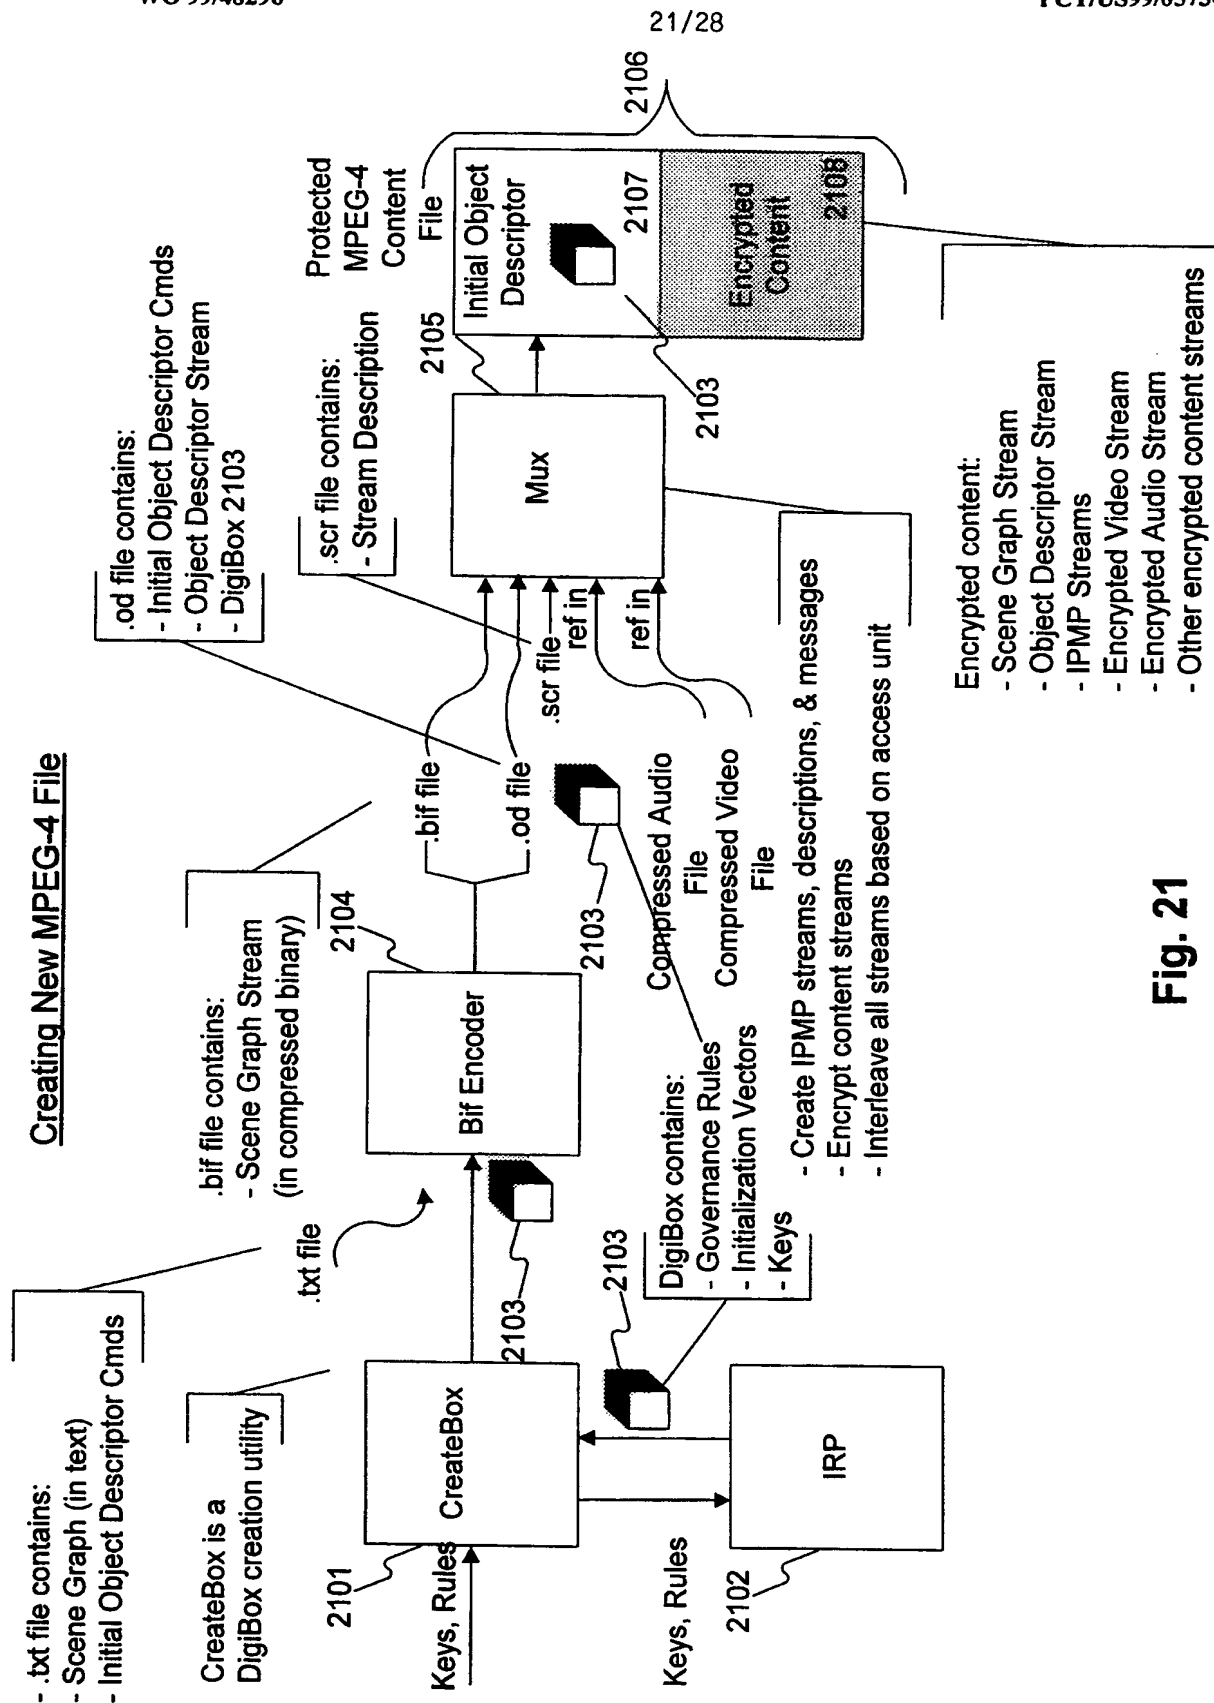 WO 99/48296
21/28
Creating New MPEG-4 File
- .txt file contains:
- Scene Graph (in text)
- Initial Object Descriptor Cmds
CreateBox is a
DigiBox creation utility
.bif file contains:
- Scene Graph Stream
(in compressed binary)
.od file contains:
- Initial Object Descriptor Cmds
- Object Descriptor Stream
- DigiBox 2103
.scr file contains:
- Stream Description
Protected
MPEG-4
Content
File
2101
Keys, Rules
CreateBox
.txt file
2103
2104
Bif Encoder
.bif file
.od file
2103
.scr file
ref in
ref in
2105
Mux
Initial Object
Descriptor
2107
2103
Encrypted
Content
2108
2106
Compressed Audio
File
Compressed Video
File
Keys, Rules
2102
IRP
2103
DigiBox contains:
- Governance Rules
- Initialization Vectors
- Keys
- Create IPMP streams, descriptions, & messages
- Encrypt content streams
- Interleave all streams based on access unit
Encrypted content:
- Scene Graph Stream
- Object Descriptor Stream
- IPMP Streams
- Encrypted Video Stream
- Encrypted Audio Stream
- Other encrypted content streams
Fig. 21